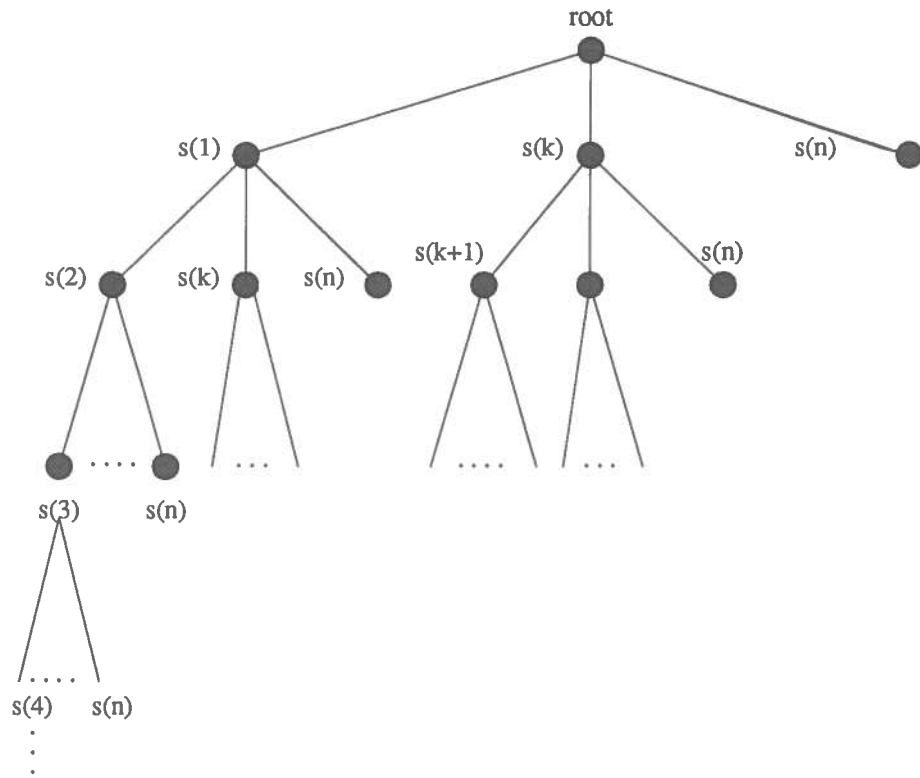 root
s(1) s(k) s(n)
s(2) s(k) s(n) s(k+1) s(n)
.... ... .... ...
s(3) s(n)
....
s(4) s(n)